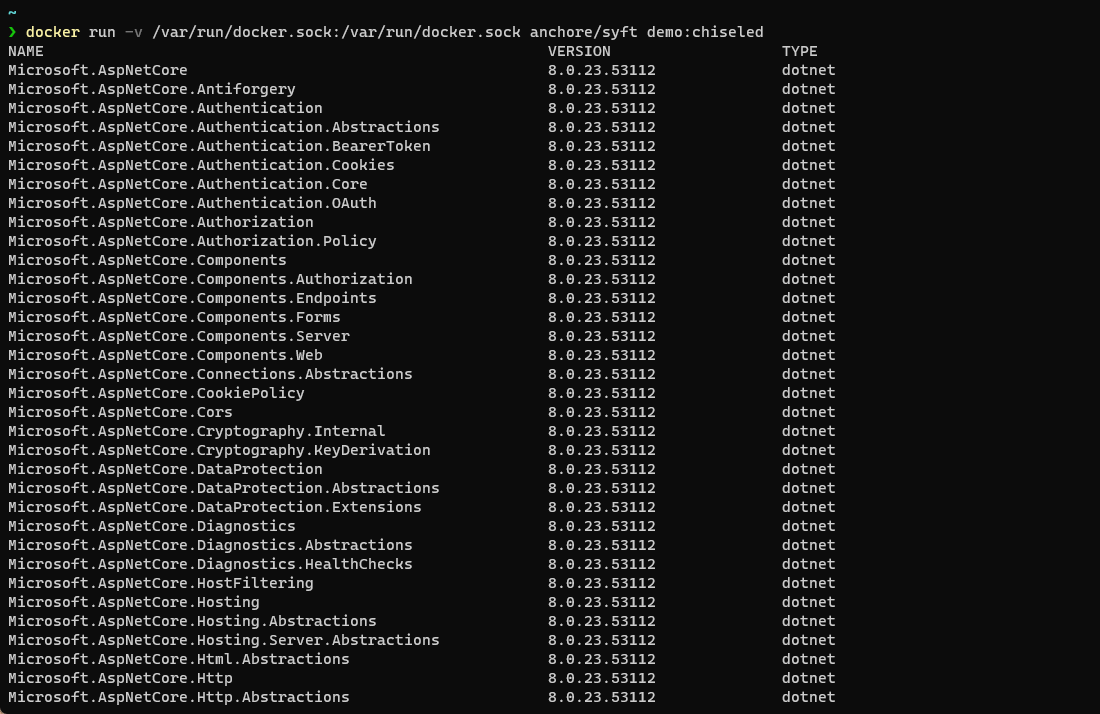 ~
❯ docker run -v /var/run/docker.sock:/var/run/docker.sock anchore/syft demo:chiseled
NAME VERSION TYPE
Microsoft.AspNetCore 8.0.23.53112 dotnet
Microsoft.AspNetCore.Antiforgery 8.0.23.53112 dotnet
Microsoft.AspNetCore.Authentication 8.0.23.53112 dotnet
Microsoft.AspNetCore.Authentication.Abstractions 8.0.23.53112 dotnet
Microsoft.AspNetCore.Authentication.BearerToken 8.0.23.53112 dotnet
Microsoft.AspNetCore.Authentication.Cookies 8.0.23.53112 dotnet
Microsoft.AspNetCore.Authentication.Core 8.0.23.53112 dotnet
Microsoft.AspNetCore.Authentication.OAuth 8.0.23.53112 dotnet
Microsoft.AspNetCore.Authorization 8.0.23.53112 dotnet
Microsoft.AspNetCore.Authorization.Policy 8.0.23.53112 dotnet
Microsoft.AspNetCore.Components 8.0.23.53112 dotnet
Microsoft.AspNetCore.Components.Authorization 8.0.23.53112 dotnet
Microsoft.AspNetCore.Components.Endpoints 8.0.23.53112 dotnet
Microsoft.AspNetCore.Components.Forms 8.0.23.53112 dotnet
Microsoft.AspNetCore.Components.Server 8.0.23.53112 dotnet
Microsoft.AspNetCore.Components.Web 8.0.23.53112 dotnet
Microsoft.AspNetCore.Connections.Abstractions 8.0.23.53112 dotnet
Microsoft.AspNetCore.CookiePolicy 8.0.23.53112 dotnet
Microsoft.AspNetCore.Cors 8.0.23.53112 dotnet
Microsoft.AspNetCore.Cryptography.Internal 8.0.23.53112 dotnet
Microsoft.AspNetCore.Cryptography.KeyDerivation 8.0.23.53112 dotnet
Microsoft.AspNetCore.DataProtection 8.0.23.53112 dotnet
Microsoft.AspNetCore.DataProtection.Abstractions 8.0.23.53112 dotnet
Microsoft.AspNetCore.DataProtection.Extensions 8.0.23.53112 dotnet
Microsoft.AspNetCore.Diagnostics 8.0.23.53112 dotnet
Microsoft.AspNetCore.Diagnostics.Abstractions 8.0.23.53112 dotnet
Microsoft.AspNetCore.Diagnostics.HealthChecks 8.0.23.53112 dotnet
Microsoft.AspNetCore.HostFiltering 8.0.23.53112 dotnet
Microsoft.AspNetCore.Hosting 8.0.23.53112 dotnet
Microsoft.AspNetCore.Hosting.Abstractions 8.0.23.53112 dotnet
Microsoft.AspNetCore.Hosting.Server.Abstractions 8.0.23.53112 dotnet
Microsoft.AspNetCore.Html.Abstractions 8.0.23.53112 dotnet
Microsoft.AspNetCore.Http 8.0.23.53112 dotnet
Microsoft.AspNetCore.Http.Abstractions 8.0.23.53112 dotnet